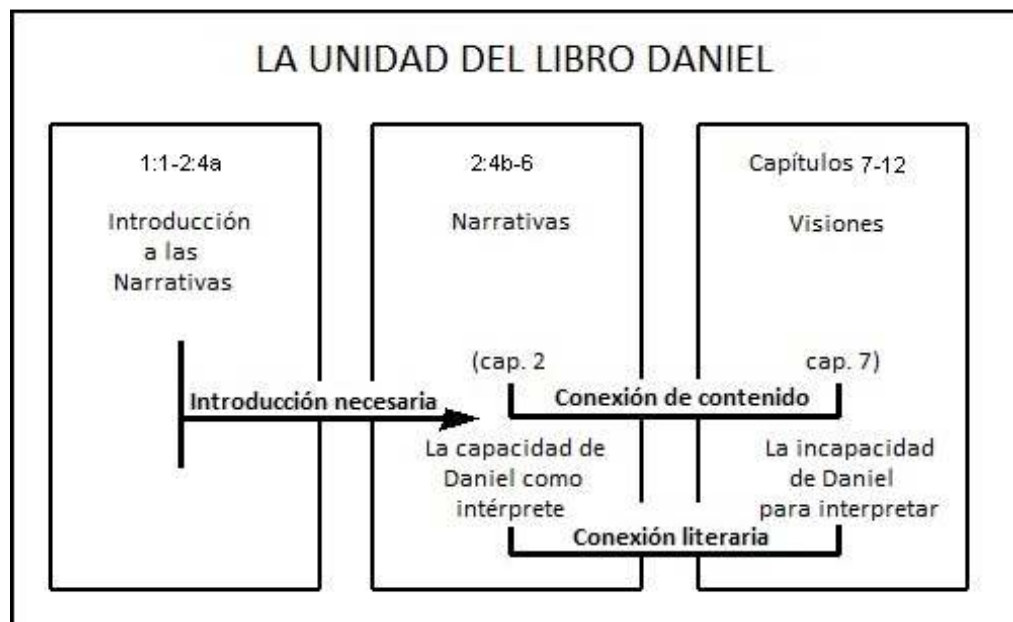 LA UNIDAD DEL LIBRO DANIEL
1:1-2:4a
Introducción
a las
Narrativas
Introducción necesaria
2:4b-6
Narrativas
(cap. 2
La capacidad de
Daniel como
intérprete
Capítulos 7-12
Visiones
cap. 7)
Conexión de contenido
La incapacidad
de Daniel
para interpretar
Conexión literaria